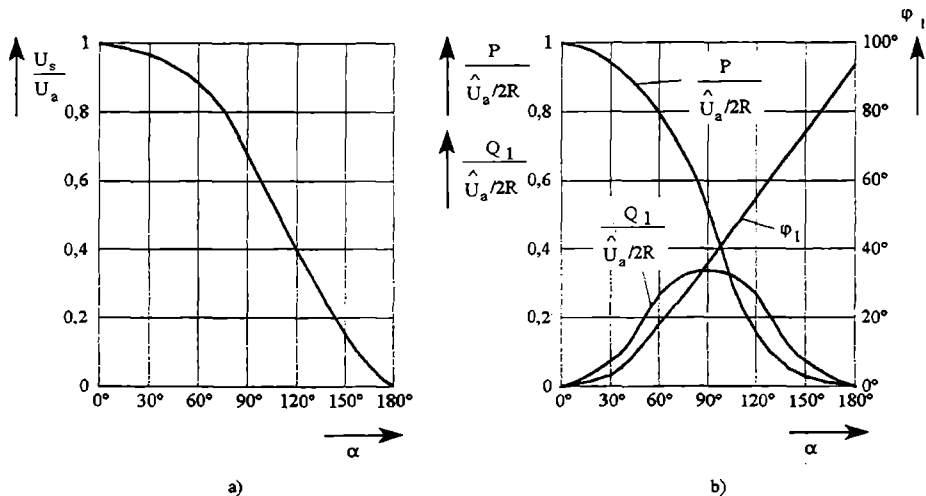 U_s
U_a
1
0,8
0,6
0,4
0,2
0
0° 30° 60° 90° 120° 150° 180°
α
a)
P
Û_a/2R
Q_1
Û_a/2R
1
0,8
0,6
0,4
0,2
0
P
Û_a/2R
Q_1
Û_a/2R
φ_1
φ_1
100°
80°
60°
40°
20°
0°
0° 30° 60° 90° 120° 150° 180°
α
b)